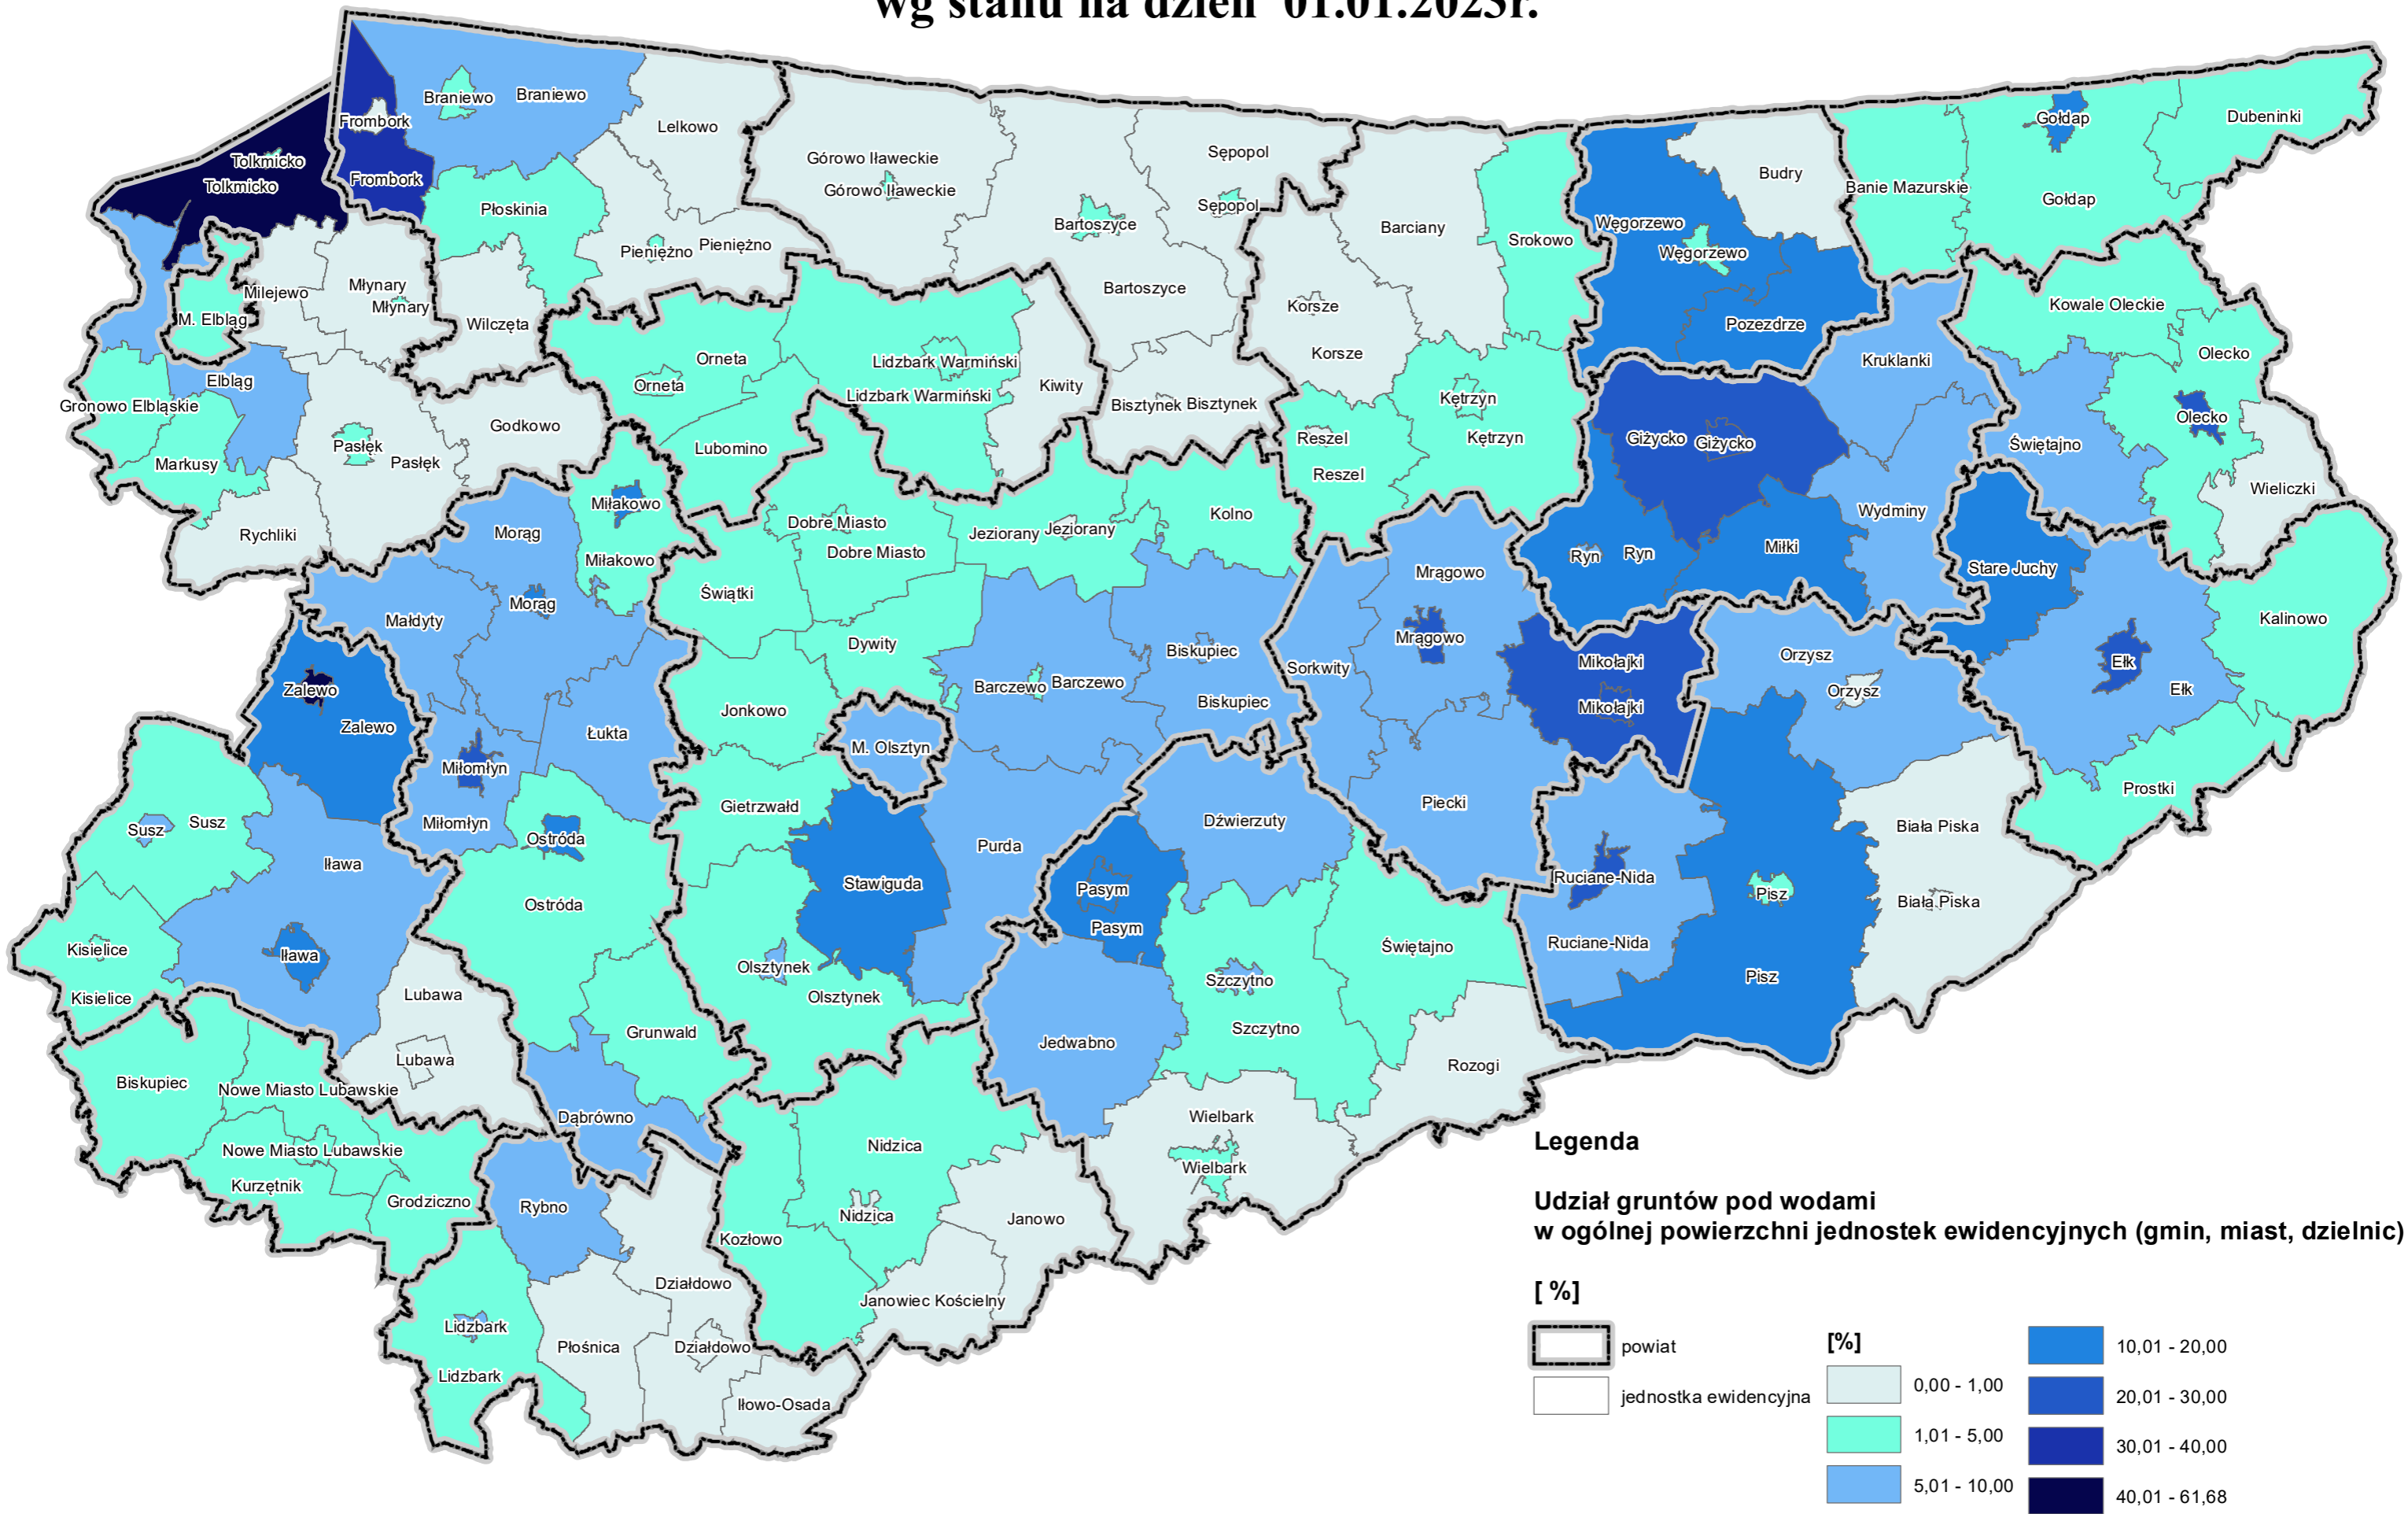 wg stanu na dzień 01.01.2023r.
Braniewo
Braniewo
Frombork
Lelkowo
Gołdap
Dubeninki
Tolkmicko
Tolkmicko
Frombork
Górowo Iławeckie
Górowo Iławeckie
Sępopol
Budry
Banie Mazurskie
Gołdap
Płoskinia
Sępopol
Bartoszyce
Barciany
Srokowo
Węgorzewo
Węgorzewo
Pieniężno
Pieniężno
Milejewo
Młynary
Młynary
Bartoszyce
Korsze
Kowale Oleckie
M. Elbląg
Wilczęta
Pozezdrze
Orneta
Orneta
Lidzbark Warmiński
Lidzbark Warmiński
Kiwity
Korsze
Kruklanki
Olecko
Elbląg
Gronowo Elbląskie
Godkowo
Bisztynek
Bisztynek
Kętrzyn
Olecko
Pasłęk
Pasłęk
Markusy
Lubomino
Reszel
Reszel
Kętrzyn
Giżycko
Giżycko
Świętajno
Wieliczki
Rychliki
Morąg
Miłakowo
Miłakowo
Dobre Miasto
Dobre Miasto
Jeziorany
Jeziorany
Kolno
Wydminy
Ryn
Ryn
Miłki
Stare Juchy
Mrągowo
Świątki
Małdyty
Morąg
Kalinowo
Dywity
Biskupiec
Mrągowo
Sorkwity
Mikołajki
Orzysz
Ełk
Zalewo
Zalewo
Barczewo
Barczewo
Biskupiec
Mikołajki
Orzysz
Ełk
Jonkowo
Łukta
M. Olsztyn
Miłomłyn
Miłomłyn
Gietrzwałd
Piecki
Prostki
Susz
Susz
Ostróda
Dźwierzuty
Biała Piska
Iława
Purda
Stawiguda
Pasym
Pasym
Ruciane-Nida
Pisz
Biała Piska
Ostróda
Kisielice
Kisielice
Iława
Olsztynek
Olsztynek
Szczytno
Świętajno
Ruciane-Nida
Pisz
Lubawa
Lubawa
Grunwald
Jedwabno
Szczytno
Rozogi
Biskupiec
Nowe Miasto Lubawskie
Dąbrówno
Wielbark
Nowe Miasto Lubawskie
Nidzica
Wielbark
Kurzętnik
Grodziczno
Rybno
Nidzica
Janowo
Kozłowo
Działdowo
Janowiec Kościelny
Lidzbark
Płośnica
Działdowo
Lidzbark
Iłowo-Osada
Legenda
Udział gruntów pod wodami
w ogólnej powierzchni jednostek ewidencyjnych (gmin, miast, dzielnic)
[ %]
powiat
jednostka ewidencyjna
[%]
0,00 - 1,00
1,01 - 5,00
5,01 - 10,00
10,01 - 20,00
20,01 - 30,00
30,01 - 40,00
40,01 - 61,68